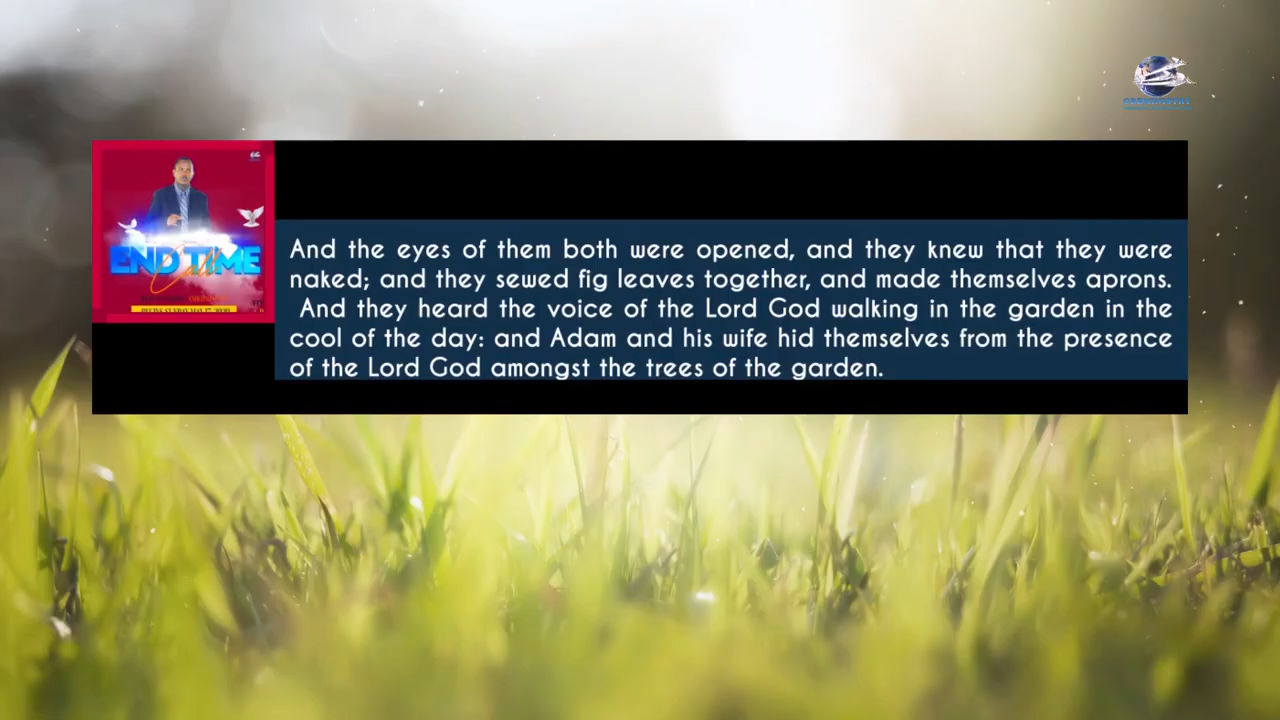 END TIME
Call
And the eyes of them both were opened, and they knew that they were
naked; and they sewed fig leaves together, and made themselves aprons.
And they heard the voice of the Lord God walking in the garden in the
cool of the day: and Adam and his wife hid themselves from the presence
of the Lord God amongst the trees of the garden.